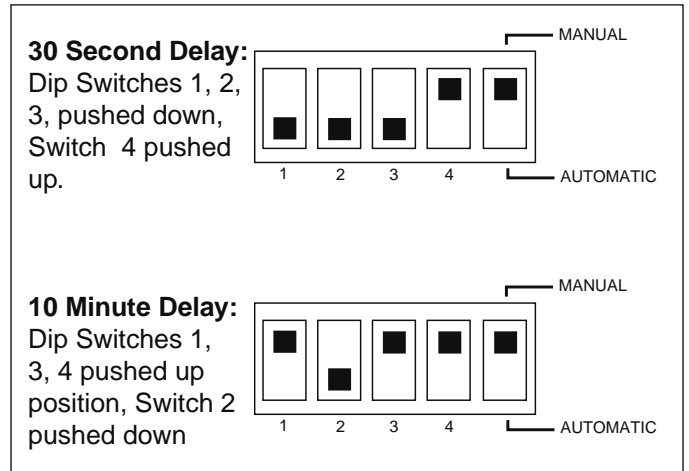 30 Second Delay:
Dip Switches 1, 2,
3, pushed down,
Switch 4 pushed
up.
MANUAL
1 2 3 4
AUTOMATIC
10 Minute Delay:
Dip Switches 1,
3, 4 pushed up
position, Switch 2
pushed down
MANUAL
1 2 3 4
AUTOMATIC